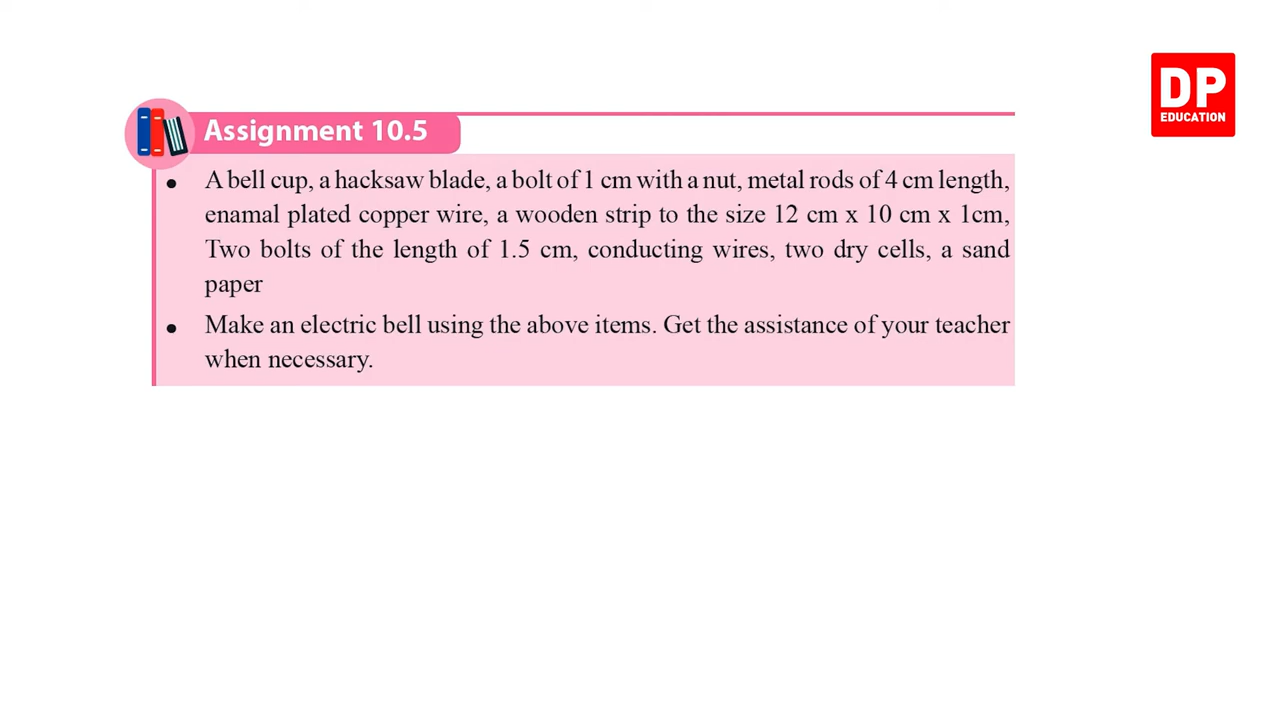 DP
EDUCATION
Assignment 10.5
• A bell cup, a hacksaw blade, a bolt of 1 cm with a nut, metal rods of 4 cm length,
enamal plated copper wire, a wooden strip to the size 12 cm x 10 cm x 1cm,
Two bolts of the length of 1.5 cm, conducting wires, two dry cells, a sand
paper
• Make an electric bell using the above items. Get the assistance of your teacher
when necessary.